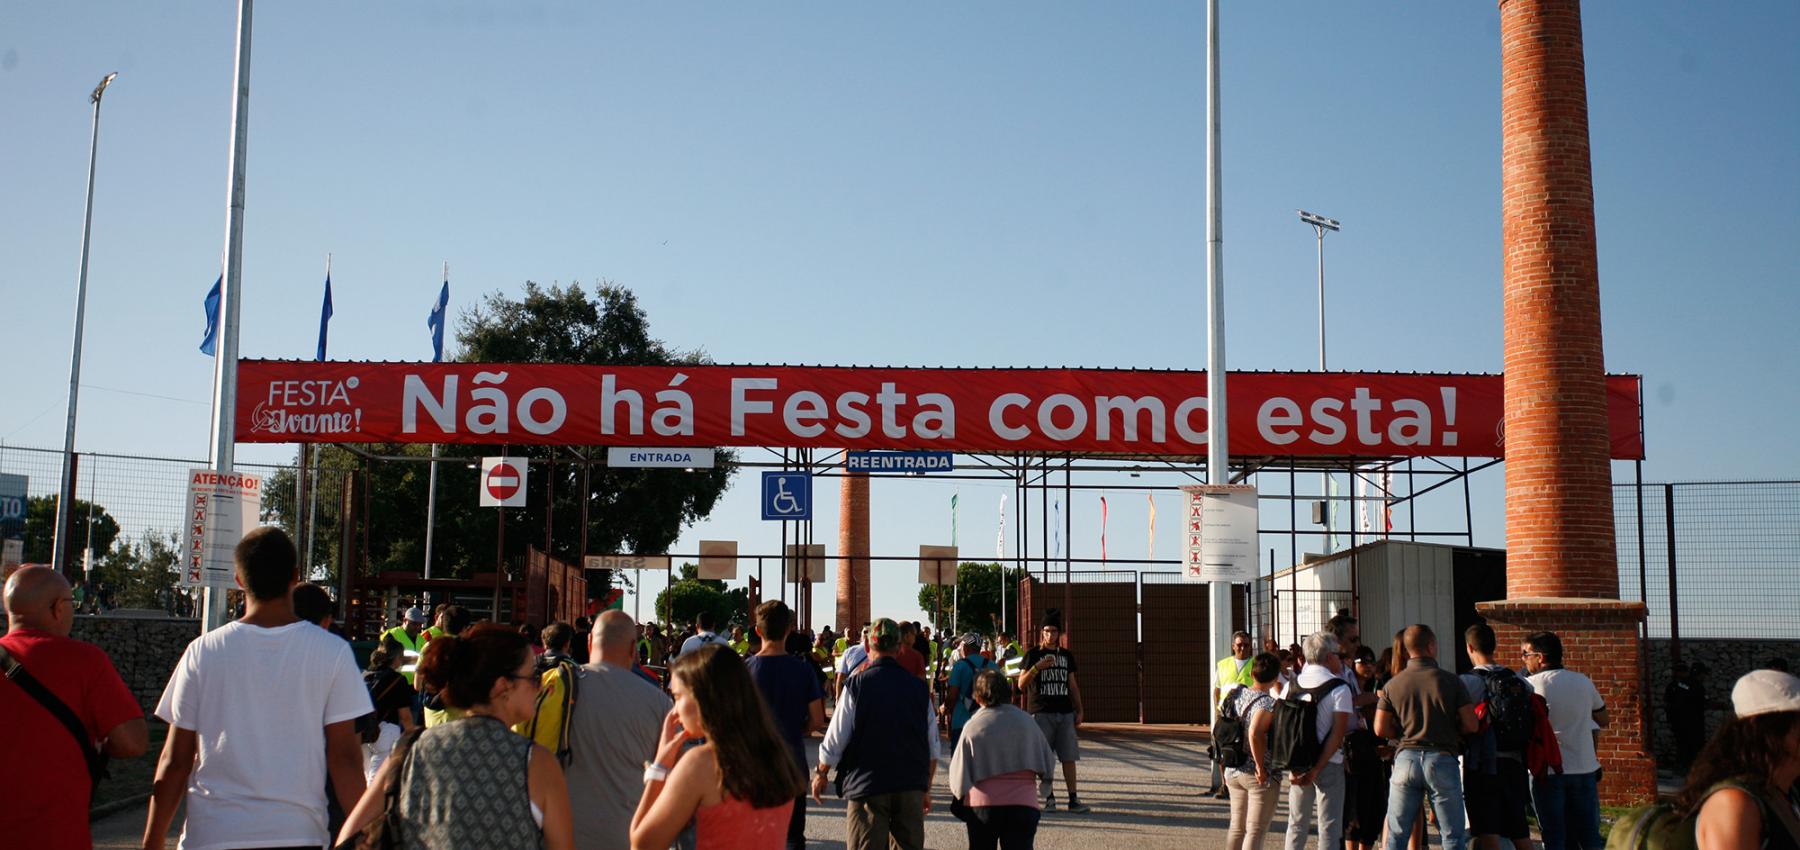 FESTA
Avante!
Não há Festa como esta!
ENTRADA
REENTRADA
ATENÇÃO!
Saída